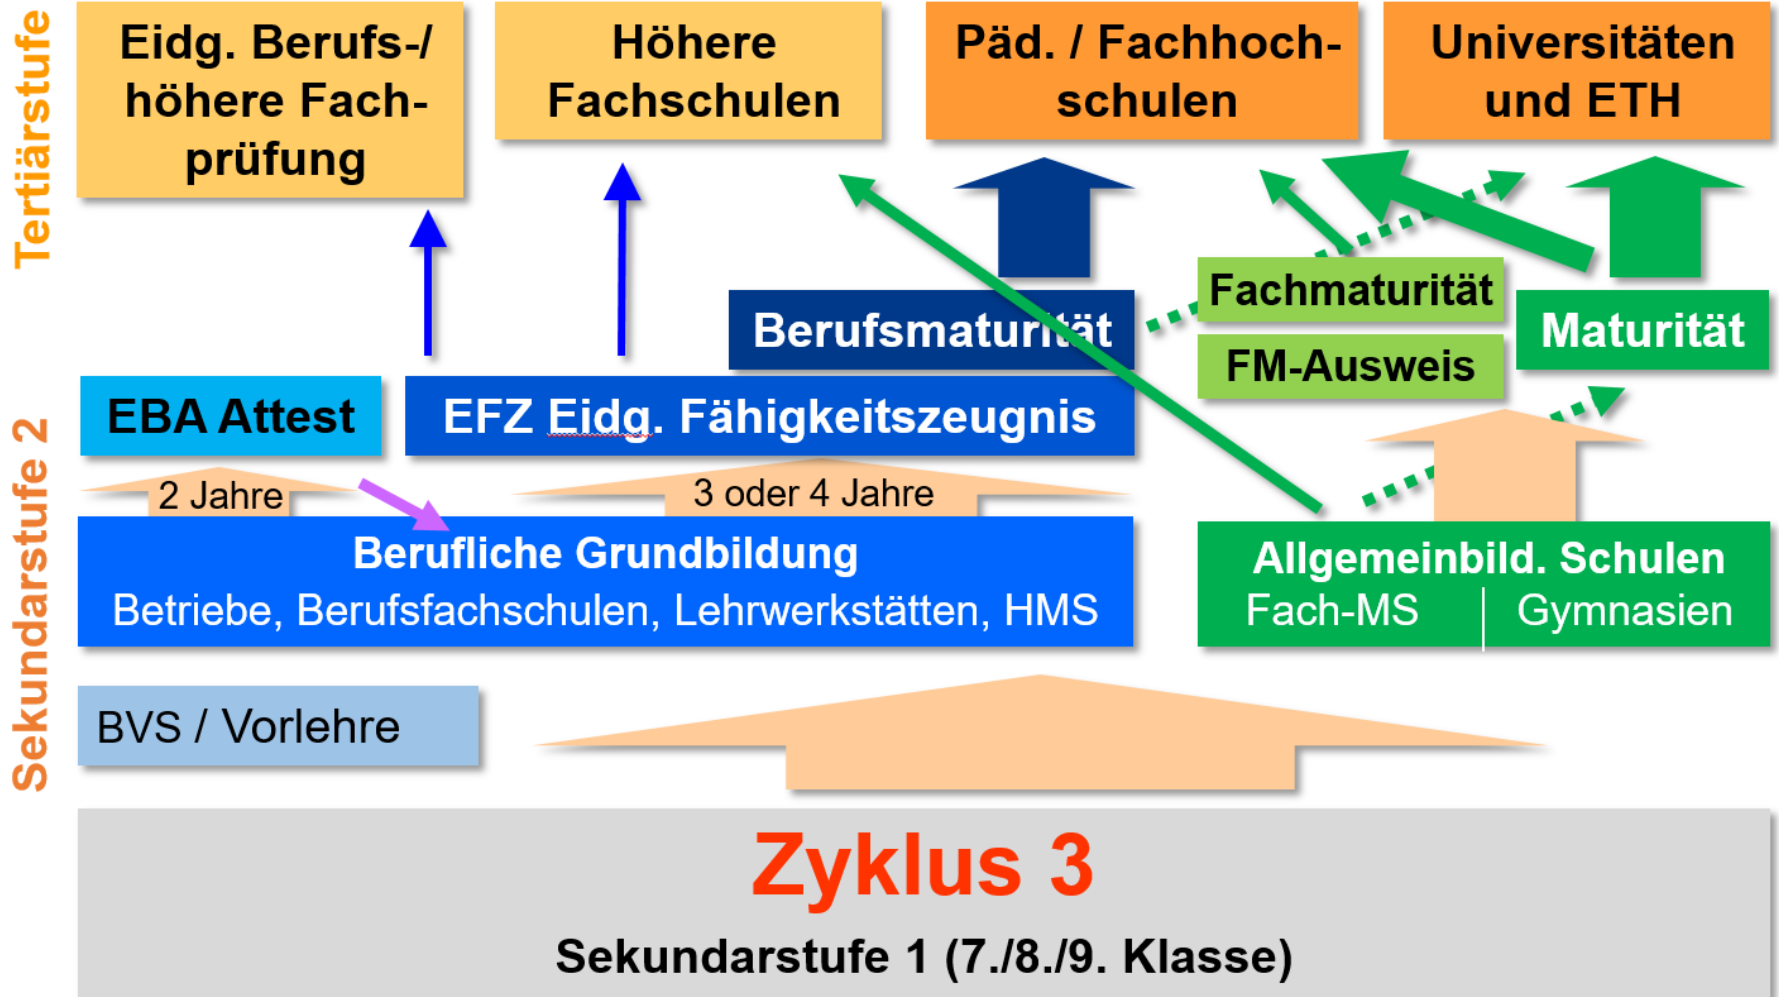 Tertiärstufe
Eidg. Berufs-/
höhere Fach-
prüfung
Höhere
Fachschulen
Päd. / Fachhoch-
schulen
Universitäten
und ETH
Fachmaturität
Berufsmaturität
Maturität
FM-Ausweis
Sekundarstufe 2
EBA Attest
EFZ Eidg. Fähigkeitszeugnis
2 Jahre
3 oder 4 Jahre
Berufliche Grundbildung
Betriebe, Berufsfachschulen, Lehrwerkstätten, HMS
Allgemeinbild. Schulen
Fach-MS
Gymnasien
BVS / Vorlehre
Zyklus 3
Sekundarstufe 1 (7./8./9. Klasse)